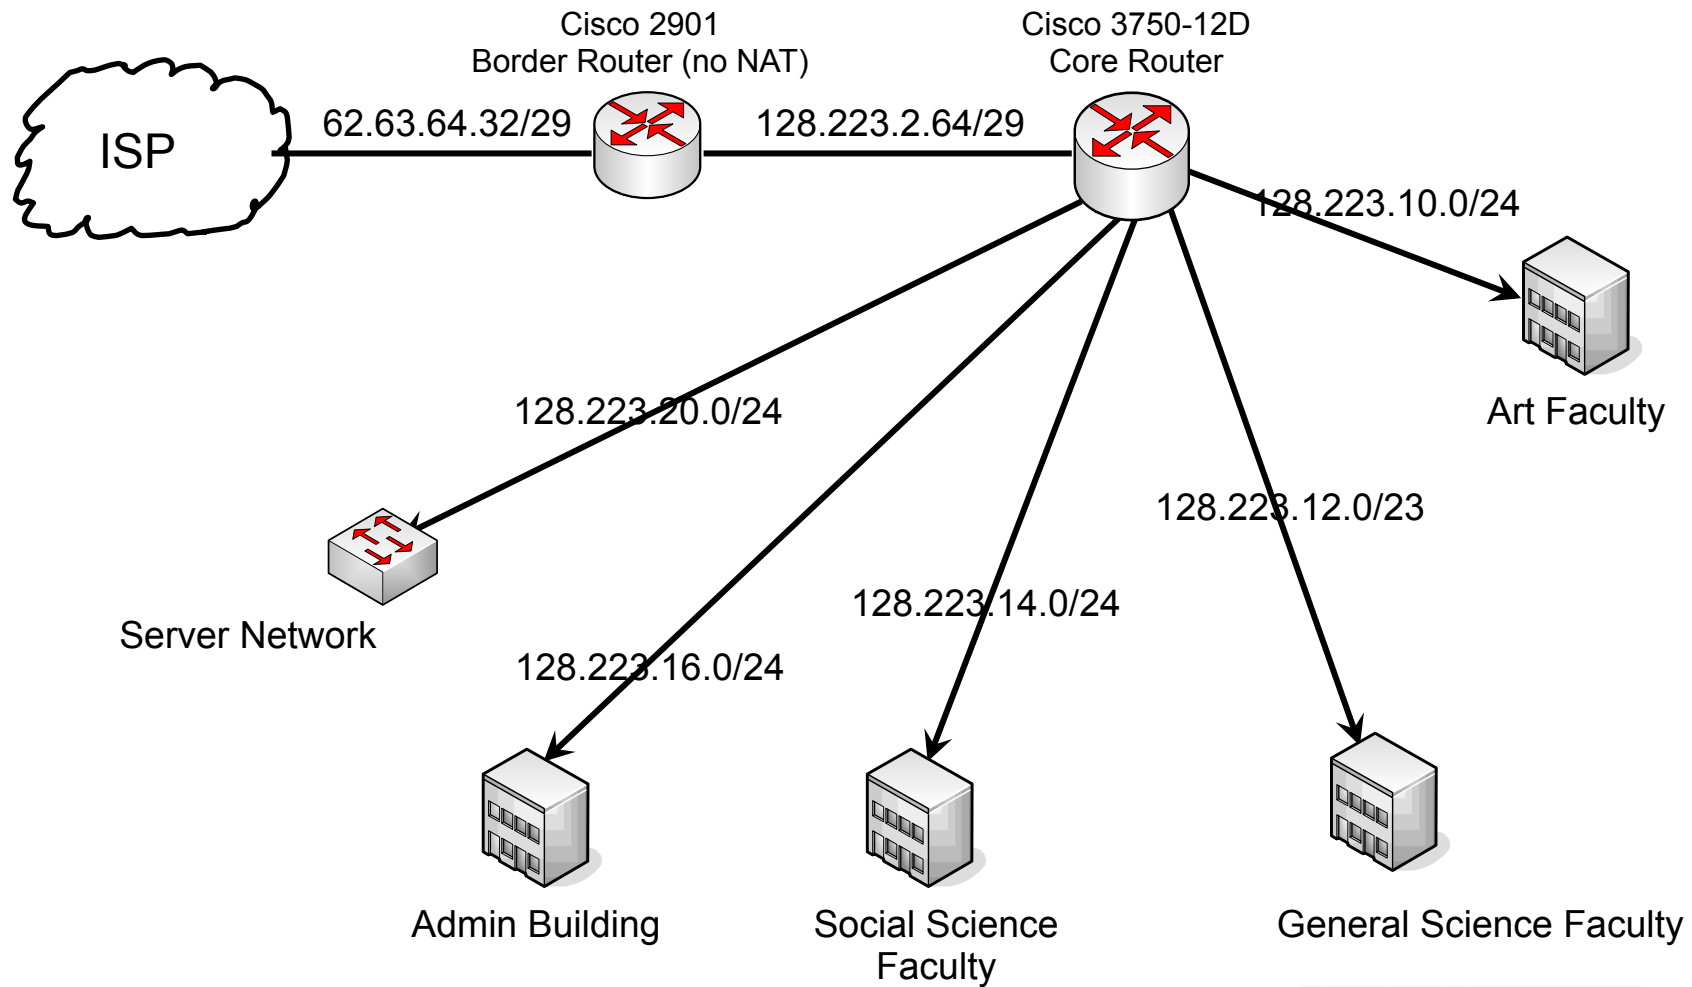 Cisco 2901
Border Router (no NAT)
Cisco 3750-12D
Core Router
ISP
62.63.64.32/29
128.223.2.64/29
128.223.10.0/24
Art Faculty
128.223.20.0/24
Server Network
128.223.12.0/23
128.223.14.0/24
128.223.16.0/24
Admin Building
Social Science
Faculty
General Science Faculty